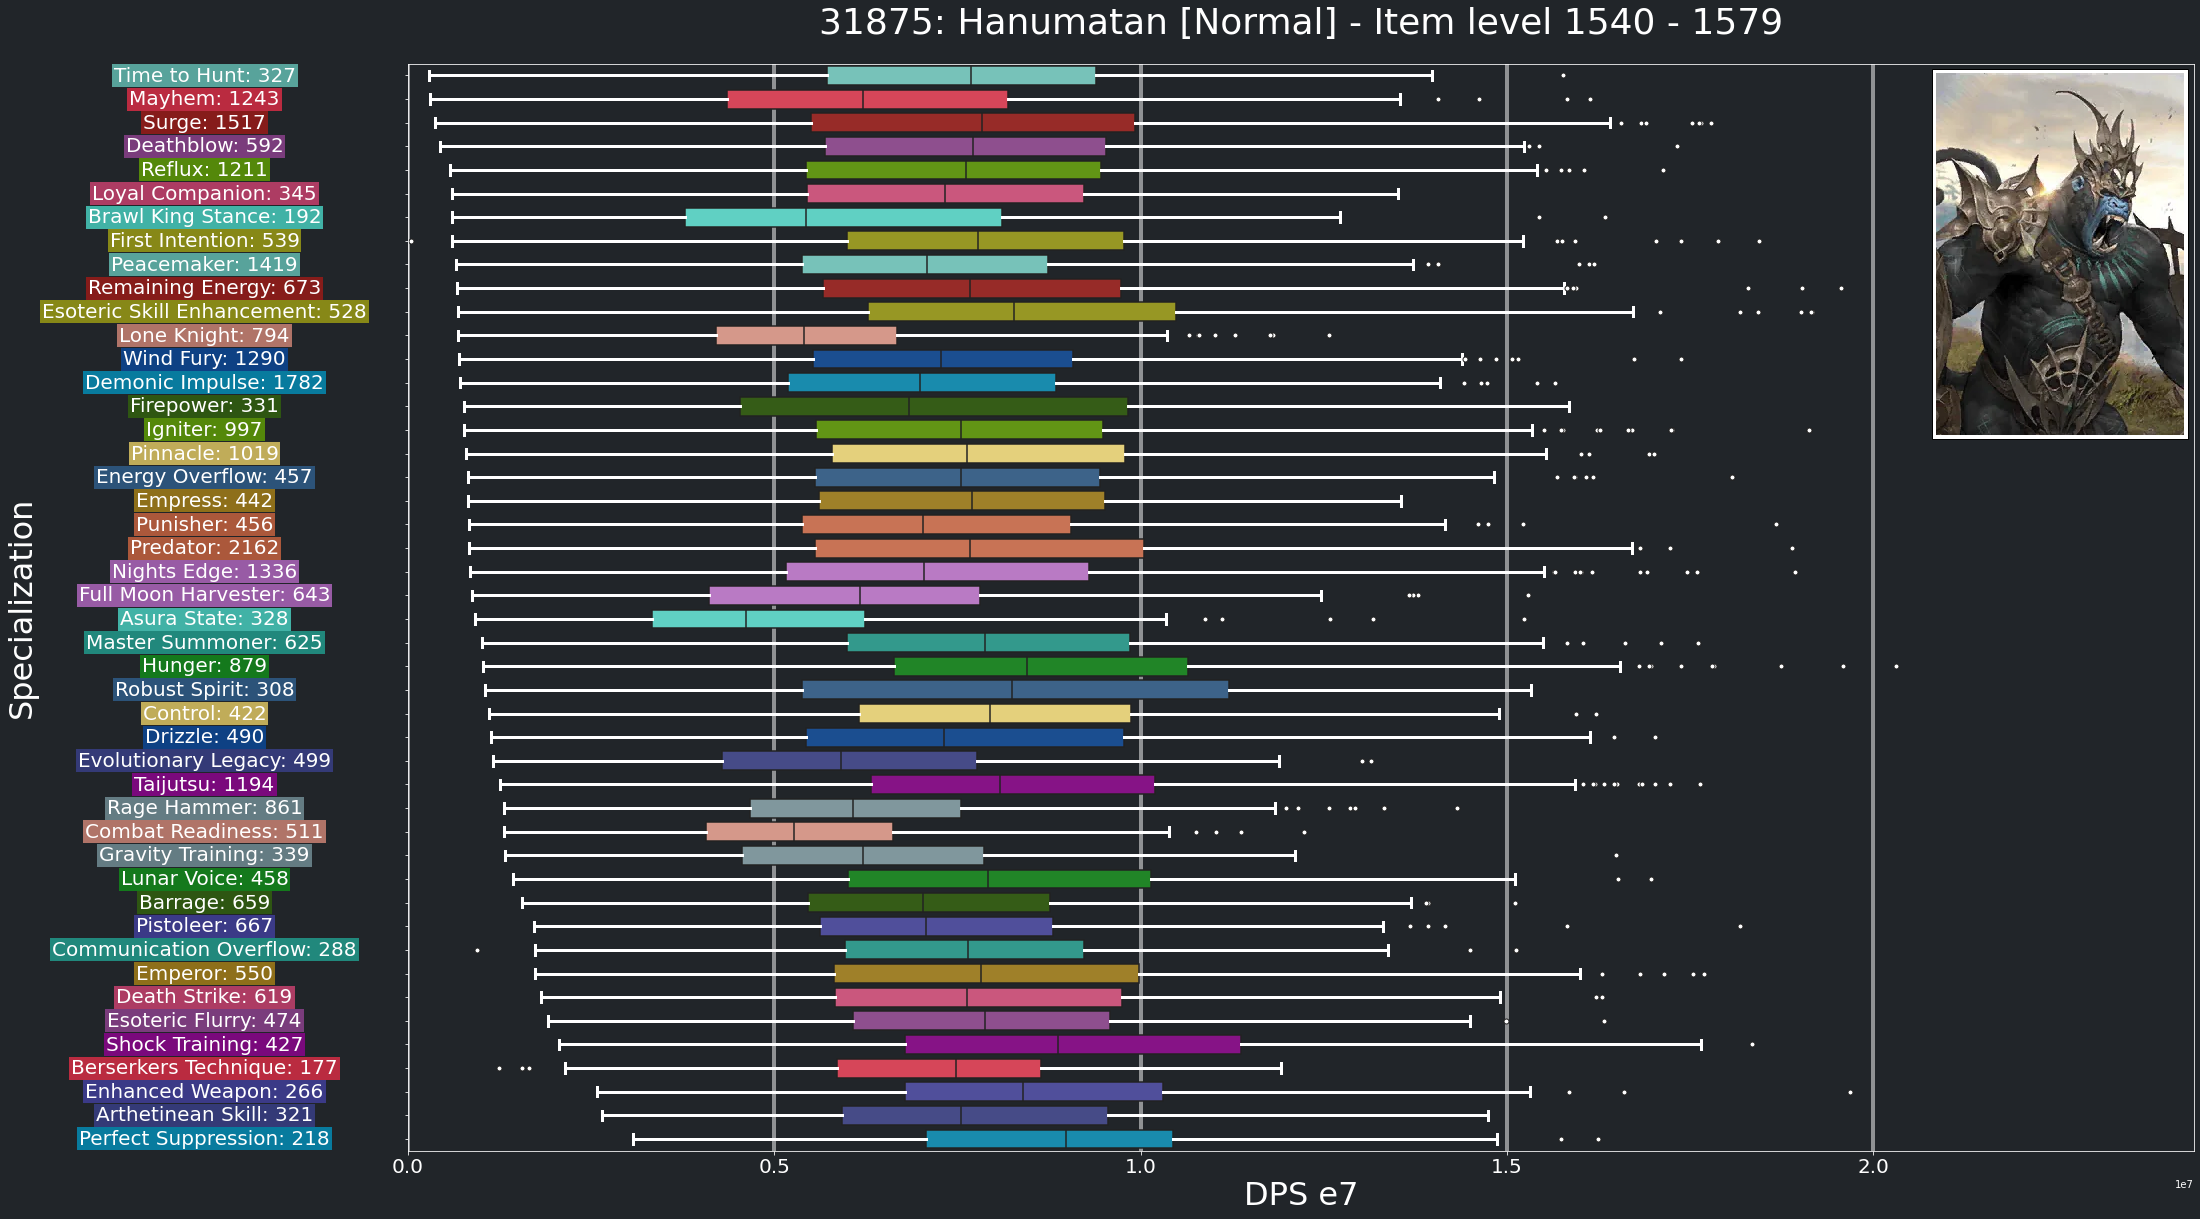 31875: Hanumatan [Normal] - Item level 1540 - 1579
Time to Hunt: 327
Mayhem: 1243
Surge: 1517
Deathblow: 592
Reflux: 1211
Loyal Companion: 345
Brawl King Stance: 192
First Intention: 539
Peacemaker: 1419
Remaining Energy: 673
Esoteric Skill Enhancement: 528
Lone Knight: 794
Wind Fury: 1290
Demonic Impulse: 1782
Firepower: 331
Igniter: 997
Pinnacle: 1019
Energy Overflow: 457
Empress: 442
Punisher: 456
Predator: 2162
Nights Edge: 1336
Full Moon Harvester: 643
Asura State: 328
Master Summoner: 625
Hunger: 879
Robust Spirit: 308
Control: 422
Drizzle: 490
Evolutionary Legacy: 499
Taijutsu: 1194
Rage Hammer: 861
Combat Readiness: 511
Gravity Training: 339
Lunar Voice: 458
Barrage: 659
Pistoleer: 667
Communication Overflow: 288
Emperor: 550
Death Strike: 619
Esoteric Flurry: 474
Shock Training: 427
Berserkers Technique: 177
Enhanced Weapon: 266
Arthetinean Skill: 321
Perfect Suppression: 218
Specialization
0.0 0.5 1.0 1.5 2.0
DPS e7
1e7